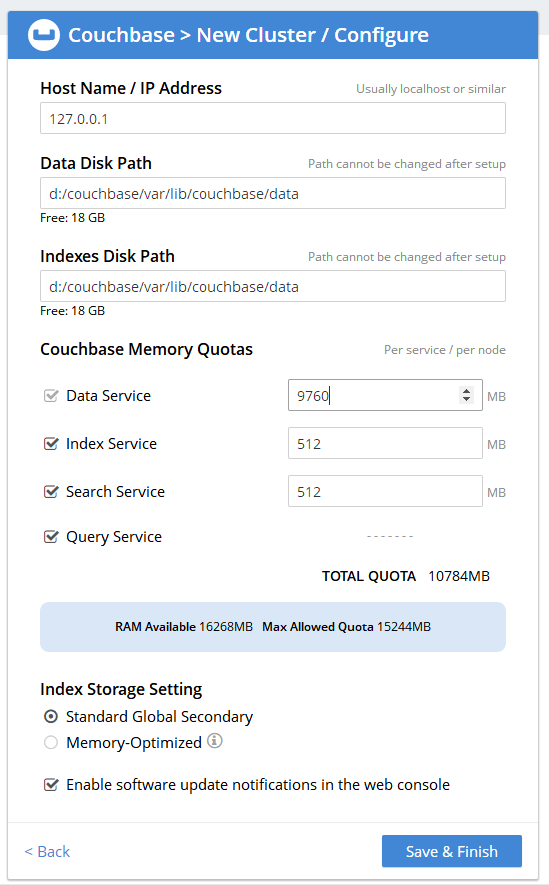 Couchbase > New Cluster / Configure
Host Name / IP Address Usually localhost or similar
127.0.0.1
Data Disk Path Path cannot be changed after setup
d:/couchbase/var/lib/couchbase/data
Free: 18 GB
Indexes Disk Path Path cannot be changed after setup
d:/couchbase/var/lib/couchbase/data
Free: 18 GB
Couchbase Memory Quotas Per service / per node
Data Service 9760 MB
Index Service 512 MB
Search Service 512 MB
Query Service -------
TOTAL QUOTA 10784MB
RAM Available 16268MB Max Allowed Quota 15244MB
Index Storage Setting
Standard Global Secondary
Memory-Optimized
Enable software update notifications in the web console
< Back Save & Finish